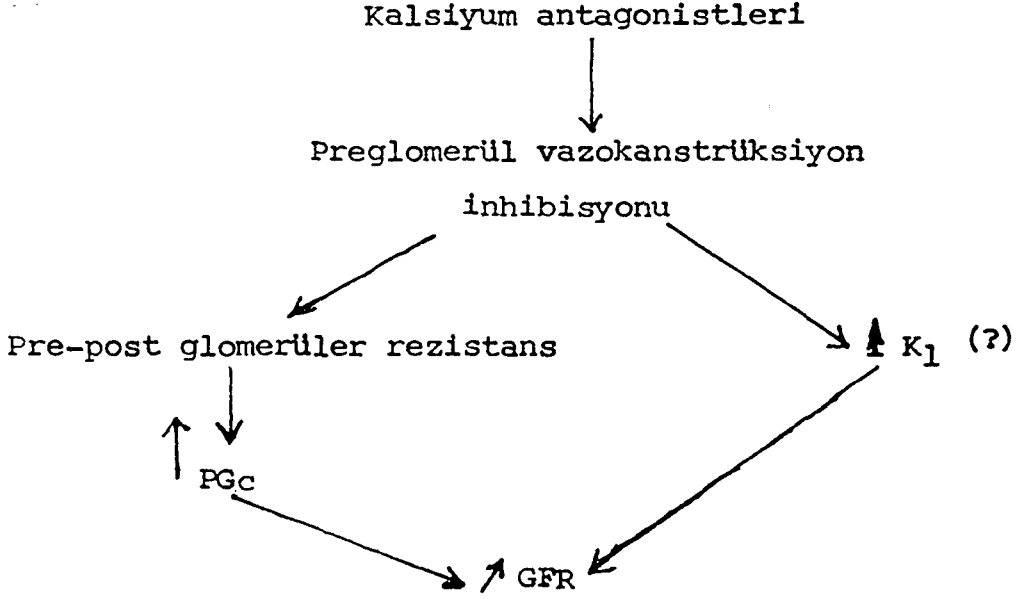 Kalsiyum antagonistleri
Preglomerül vazokanstrüksiyon
inhibisyonu
Pre-post glomerüler rezistans
↑ K1 (?)
↑ PGc
↗ GFR